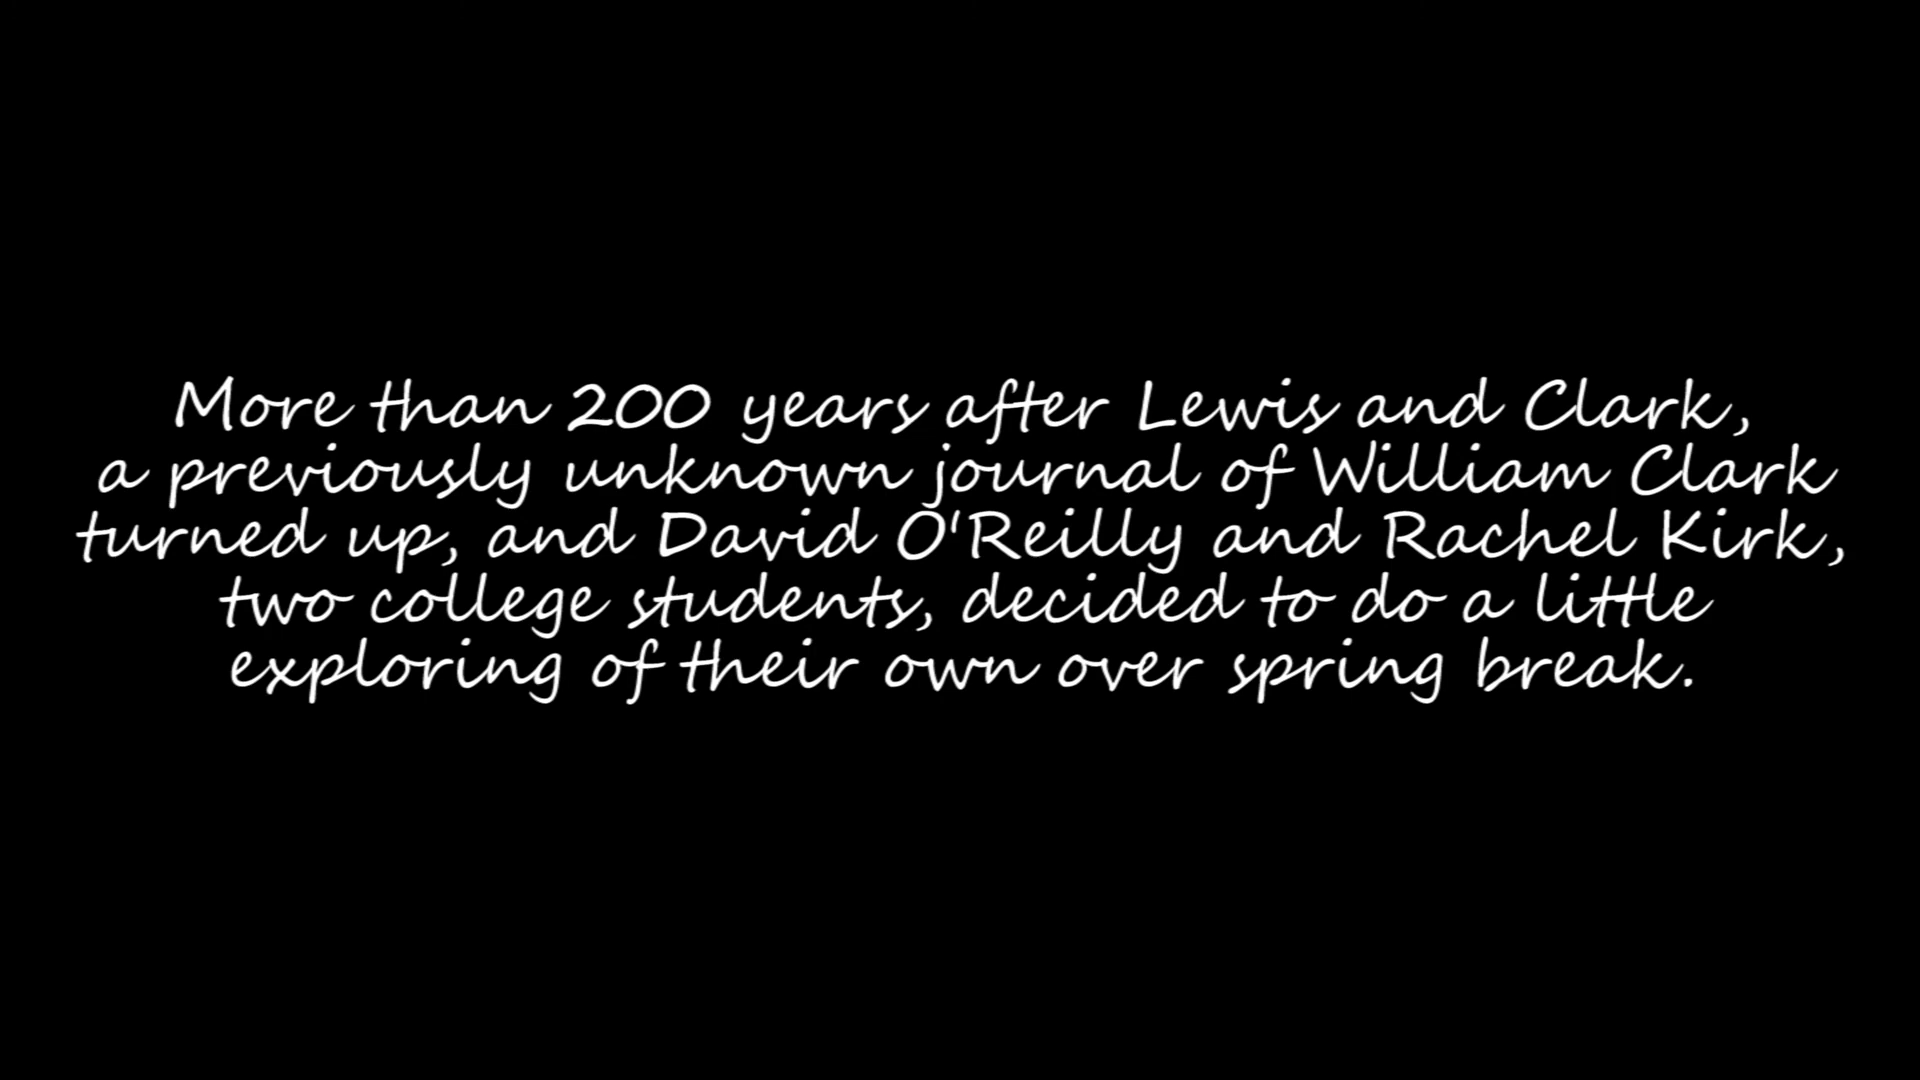 More than 200 years after Lewis and Clark,
a previously unknown journal of William Clark
turned up, and David O'Reilly and Rachel Kirk,
two college students, decided to do a little
exploring of their own over spring break.